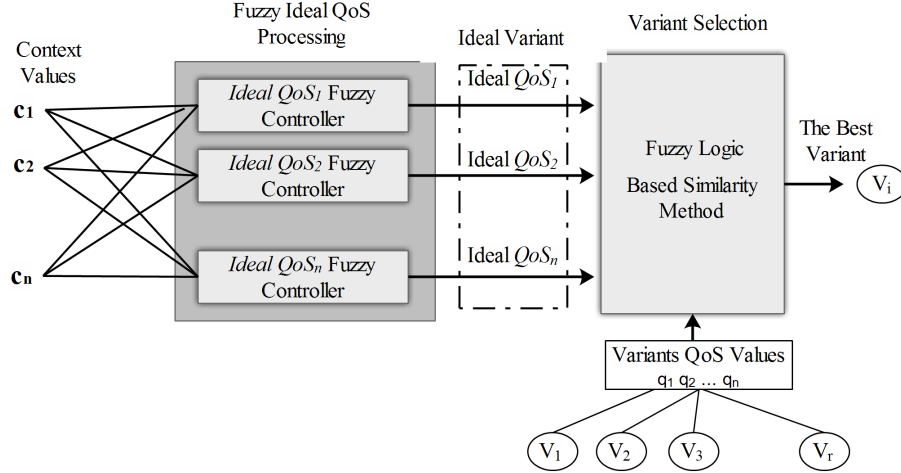 Fuzzy Ideal QoS
Processing
Ideal Variant
Variant Selection
Context
Values
c1
c2
cn
Ideal QoS1 Fuzzy
Controller
Ideal QoS2 Fuzzy
Controller
Ideal QoSn Fuzzy
Controller
Ideal QoS1
Ideal QoS2
Ideal QoSn
Fuzzy Logic
Based Similarity
Method
The Best
Variant
Vi
Variants QoS Values
q1 q2 ... qn
V1
V2
V3
Vr